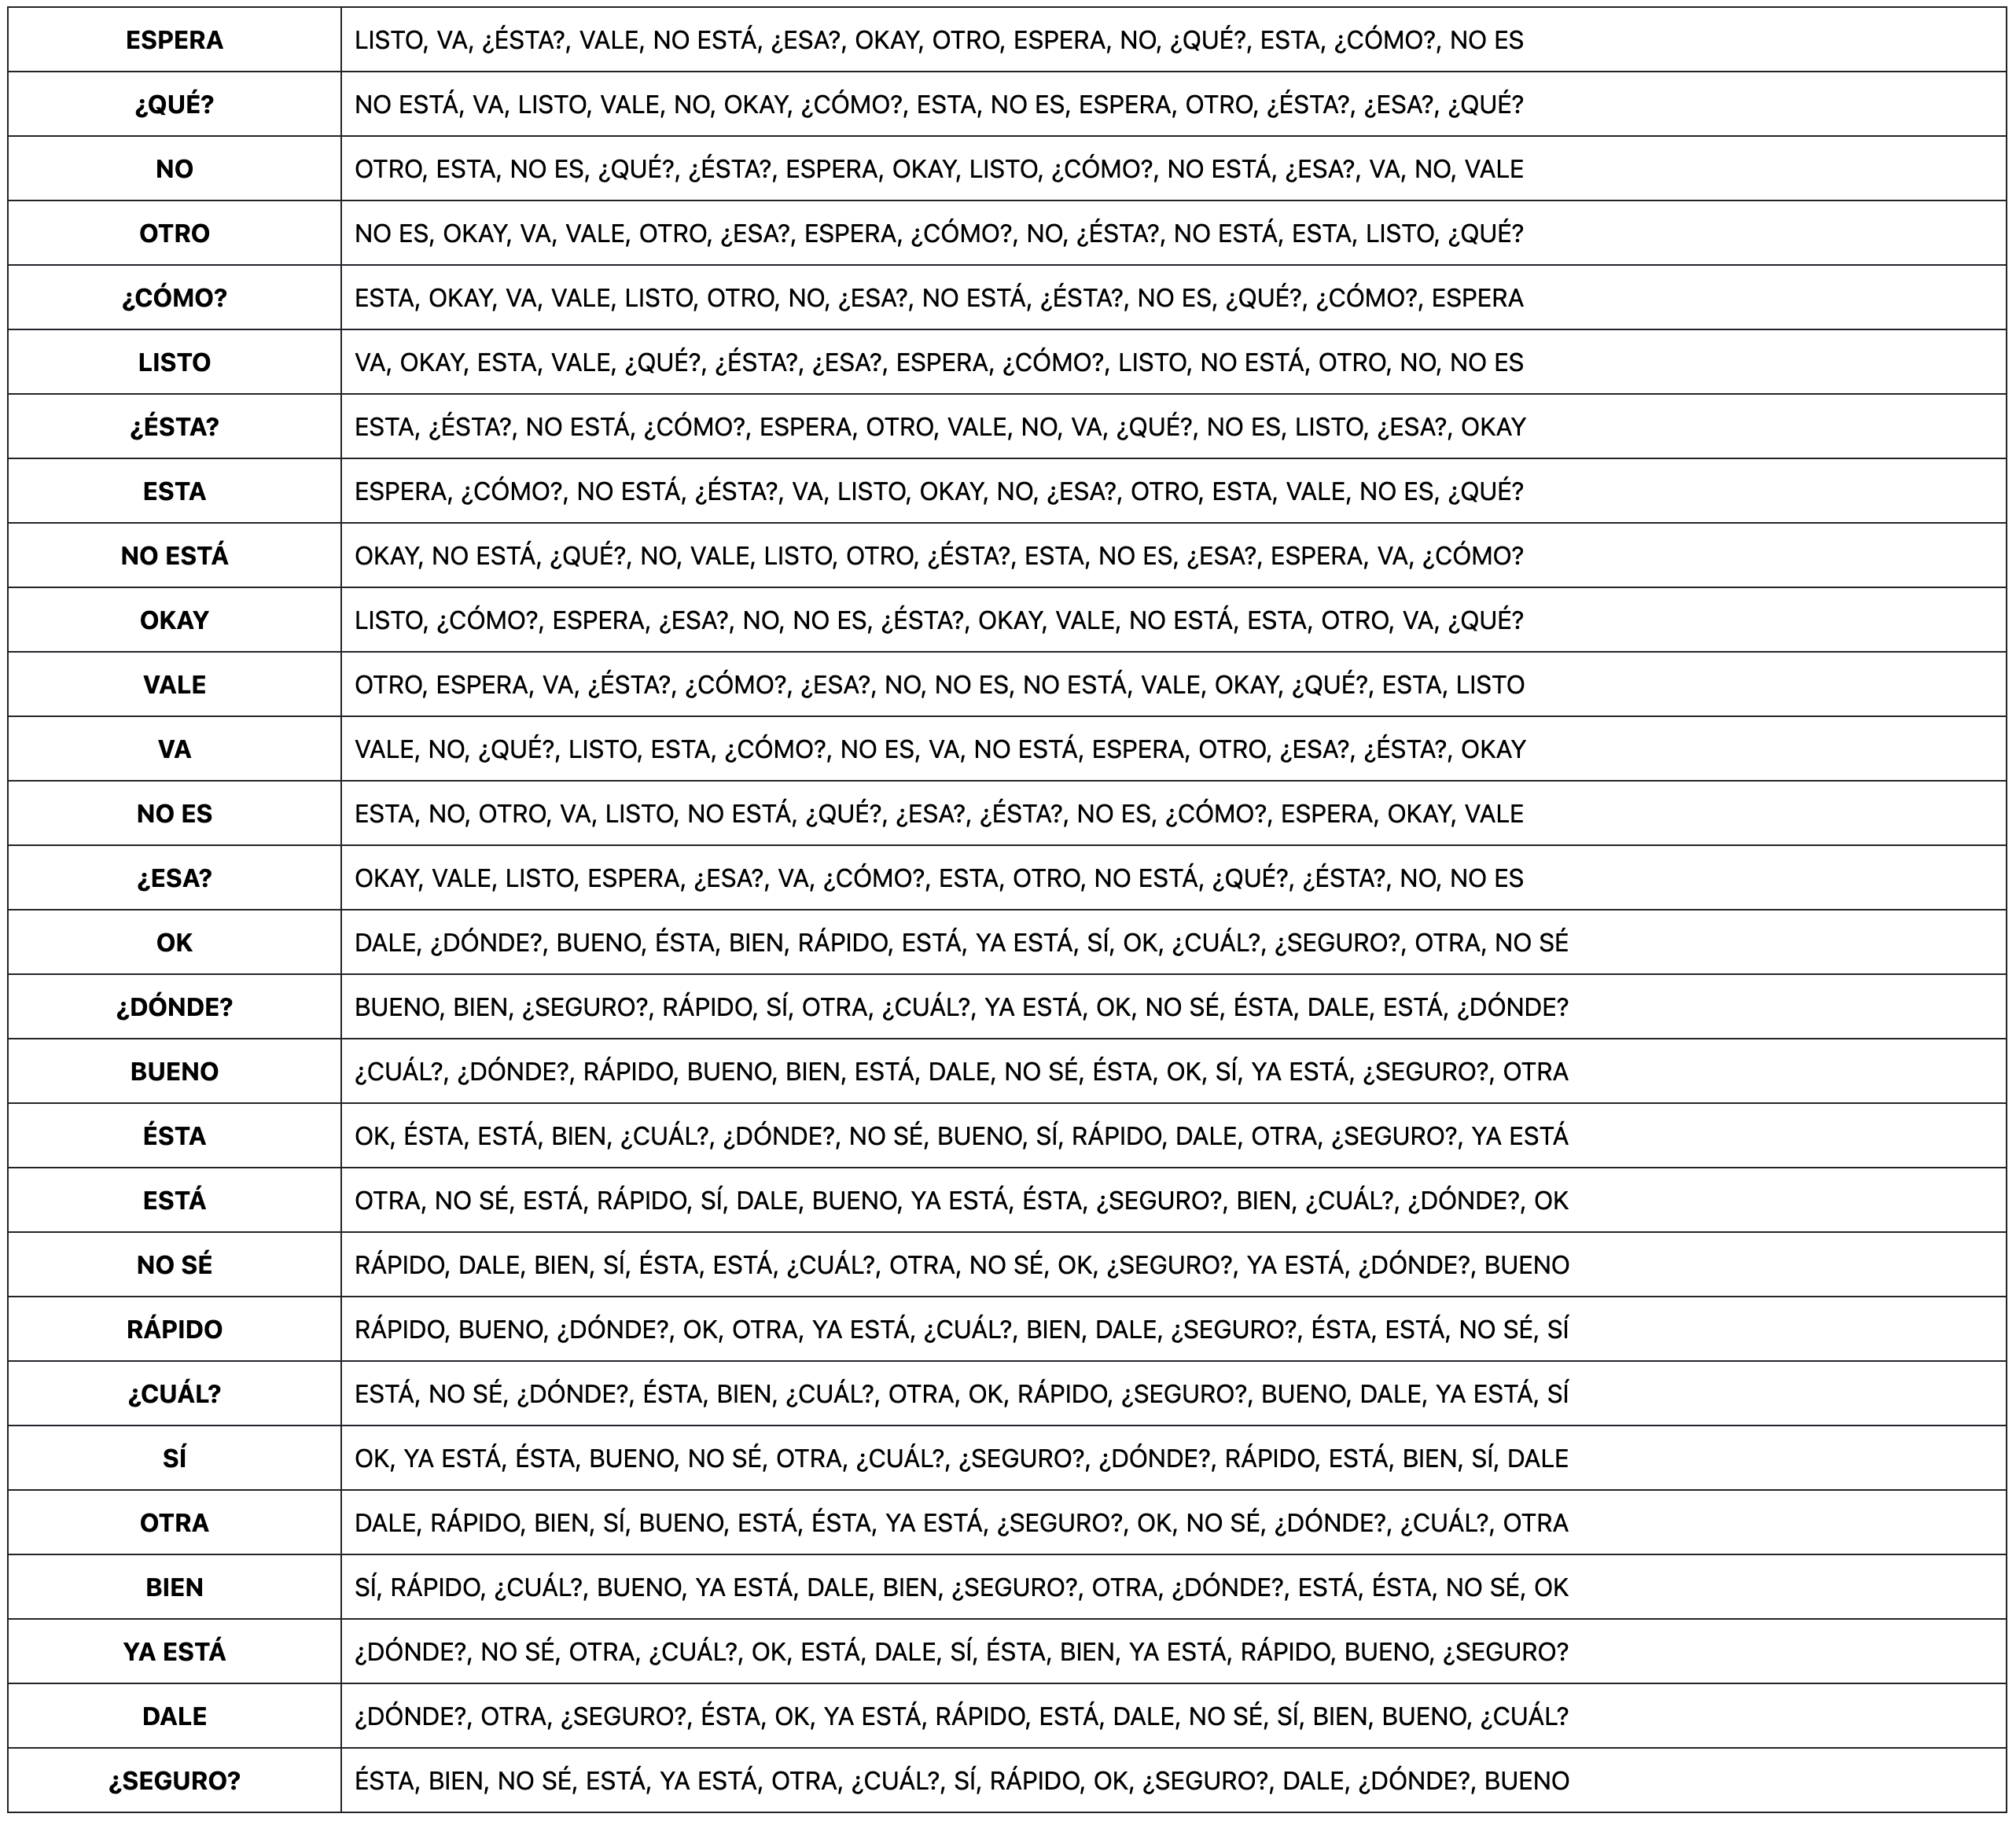 ESPERA LISTO, VA, ¿ÉSTA?, VALE, NO ESTÁ, ¿ESA?, OKAY, OTRO, ESPERA, NO, ¿QUÉ?, ESTA, ¿CÓMO?, NO ES
¿QUÉ? NO ESTÁ, VA, LISTO, VALE, NO, OKAY, ¿CÓMO?, ESTA, NO ES, ESPERA, OTRO, ¿ÉSTA?, ¿ESA?, ¿QUÉ?
NO OTRO, ESTA, NO ES, ¿QUÉ?, ¿ÉSTA?, ESPERA, OKAY, LISTO, ¿CÓMO?, NO ESTÁ, ¿ESA?, VA, NO, VALE
OTRO NO ES, OKAY, VA, VALE, OTRO, ¿ESA?, ESPERA, ¿CÓMO?, NO, ¿ÉSTA?, NO ESTÁ, ESTA, LISTO, ¿QUÉ?
¿CÓMO? ESTA, OKAY, VA, VALE, LISTO, OTRO, NO, ¿ESA?, NO ESTÁ, ¿ÉSTA?, NO ES, ¿QUÉ?, ¿CÓMO?, ESPERA
LISTO VA, OKAY, ESTA, VALE, ¿QUÉ?, ¿ÉSTA?, ¿ESA?, ESPERA, ¿CÓMO?, LISTO, NO ESTÁ, OTRO, NO, NO ES
¿ÉSTA? ESTA, ¿ÉSTA?, NO ESTÁ, ¿CÓMO?, ESPERA, OTRO, VALE, NO, VA, ¿QUÉ?, NO ES, LISTO, ¿ESA?, OKAY
ESTA ESPERA, ¿CÓMO?, NO ESTÁ, ¿ÉSTA?, VA, LISTO, OKAY, NO, ¿ESA?, OTRO, ESTA, VALE, NO ES, ¿QUÉ?
NO ESTÁ OKAY, NO ESTÁ, ¿QUÉ?, NO, VALE, LISTO, OTRO, ¿ÉSTA?, ESTA, NO ES, ¿ESA?, ESPERA, VA, ¿CÓMO?
OKAY LISTO, ¿CÓMO?, ESPERA, ¿ESA?, NO, NO ES, ¿ÉSTA?, OKAY, VALE, NO ESTÁ, ESTA, OTRO, VA, ¿QUÉ?
VALE OTRO, ESPERA, VA, ¿ÉSTA?, ¿CÓMO?, ¿ESA?, NO, NO ES, NO ESTÁ, VALE, OKAY, ¿QUÉ?, ESTA, LISTO
VA VALE, NO, ¿QUÉ?, LISTO, ESTA, ¿CÓMO?, NO ES, VA, NO ESTÁ, ESPERA, OTRO, ¿ESA?, ¿ÉSTA?, OKAY
NO ES ESTA, NO, OTRO, VA, LISTO, NO ESTÁ, ¿QUÉ?, ¿ESA?, ¿ÉSTA?, NO ES, ¿CÓMO?, ESPERA, OKAY, VALE
¿ESA? OKAY, VALE, LISTO, ESPERA, ¿ESA?, VA, ¿CÓMO?, ESTA, OTRO, NO ESTÁ, ¿QUÉ?, ¿ÉSTA?, NO, NO ES
OK DALE, ¿DÓNDE?, BUENO, ÉSTA, BIEN, RÁPIDO, ESTÁ, YA ESTÁ, SÍ, OK, ¿CUÁL?, ¿SEGURO?, OTRA, NO SÉ
¿DÓNDE? BUENO, BIEN, ¿SEGURO?, RÁPIDO, SÍ, OTRA, ¿CUÁL?, YA ESTÁ, OK, NO SÉ, ÉSTA, DALE, ESTÁ, ¿DÓNDE?
BUENO ¿CUÁL?, ¿DÓNDE?, RÁPIDO, BUENO, BIEN, ESTÁ, DALE, NO SÉ, ÉSTA, OK, SÍ, YA ESTÁ, ¿SEGURO?, OTRA
ÉSTA OK, ÉSTA, ESTÁ, BIEN, ¿CUÁL?, ¿DÓNDE?, NO SÉ, BUENO, SÍ, RÁPIDO, DALE, OTRA, ¿SEGURO?, YA ESTÁ
ESTÁ OTRA, NO SÉ, ESTÁ, RÁPIDO, SÍ, DALE, BUENO, YA ESTÁ, ÉSTA, ¿SEGURO?, BIEN, ¿CUÁL?, ¿DÓNDE?, OK
NO SÉ RÁPIDO, DALE, BIEN, SÍ, ÉSTA, ESTÁ, ¿CUÁL?, OTRA, NO SÉ, OK, ¿SEGURO?, YA ESTÁ, ¿DÓNDE?, BUENO
RÁPIDO RÁPIDO, BUENO, ¿DÓNDE?, OK, OTRA, YA ESTÁ, ¿CUÁL?, BIEN, DALE, ¿SEGURO?, ÉSTA, ESTÁ, NO SÉ, SÍ
¿CUÁL? ESTÁ, NO SÉ, ¿DÓNDE?, ÉSTA, BIEN, ¿CUÁL?, OTRA, OK, RÁPIDO, ¿SEGURO?, BUENO, DALE, YA ESTÁ, SÍ
SÍ OK, YA ESTÁ, ÉSTA, BUENO, NO SÉ, OTRA, ¿CUÁL?, ¿SEGURO?, ¿DÓNDE?, RÁPIDO, ESTÁ, BIEN, SÍ, DALE
OTRA DALE, RÁPIDO, BIEN, SÍ, BUENO, ESTÁ, ÉSTA, YA ESTÁ, ¿SEGURO?, OK, NO SÉ, ¿DÓNDE?, ¿CUÁL?, OTRA
BIEN SÍ, RÁPIDO, ¿CUÁL?, BUENO, YA ESTÁ, DALE, BIEN, ¿SEGURO?, OTRA, ¿DÓNDE?, ESTÁ, ÉSTA, NO SÉ, OK
YA ESTÁ ¿DÓNDE?, NO SÉ, OTRA, ¿CUÁL?, OK, ESTÁ, DALE, SÍ, ÉSTA, BIEN, YA ESTÁ, RÁPIDO, BUENO, ¿SEGURO?
DALE ¿DÓNDE?, OTRA, ¿SEGURO?, ÉSTA, OK, YA ESTÁ, RÁPIDO, ESTÁ, DALE, NO SÉ, SÍ, BIEN, BUENO, ¿CUÁL?
¿SEGURO? ÉSTA, BIEN, NO SÉ, ESTÁ, YA ESTÁ, OTRA, ¿CUÁL?, SÍ, RÁPIDO, OK, ¿SEGURO?, DALE, ¿DÓNDE?, BUENO